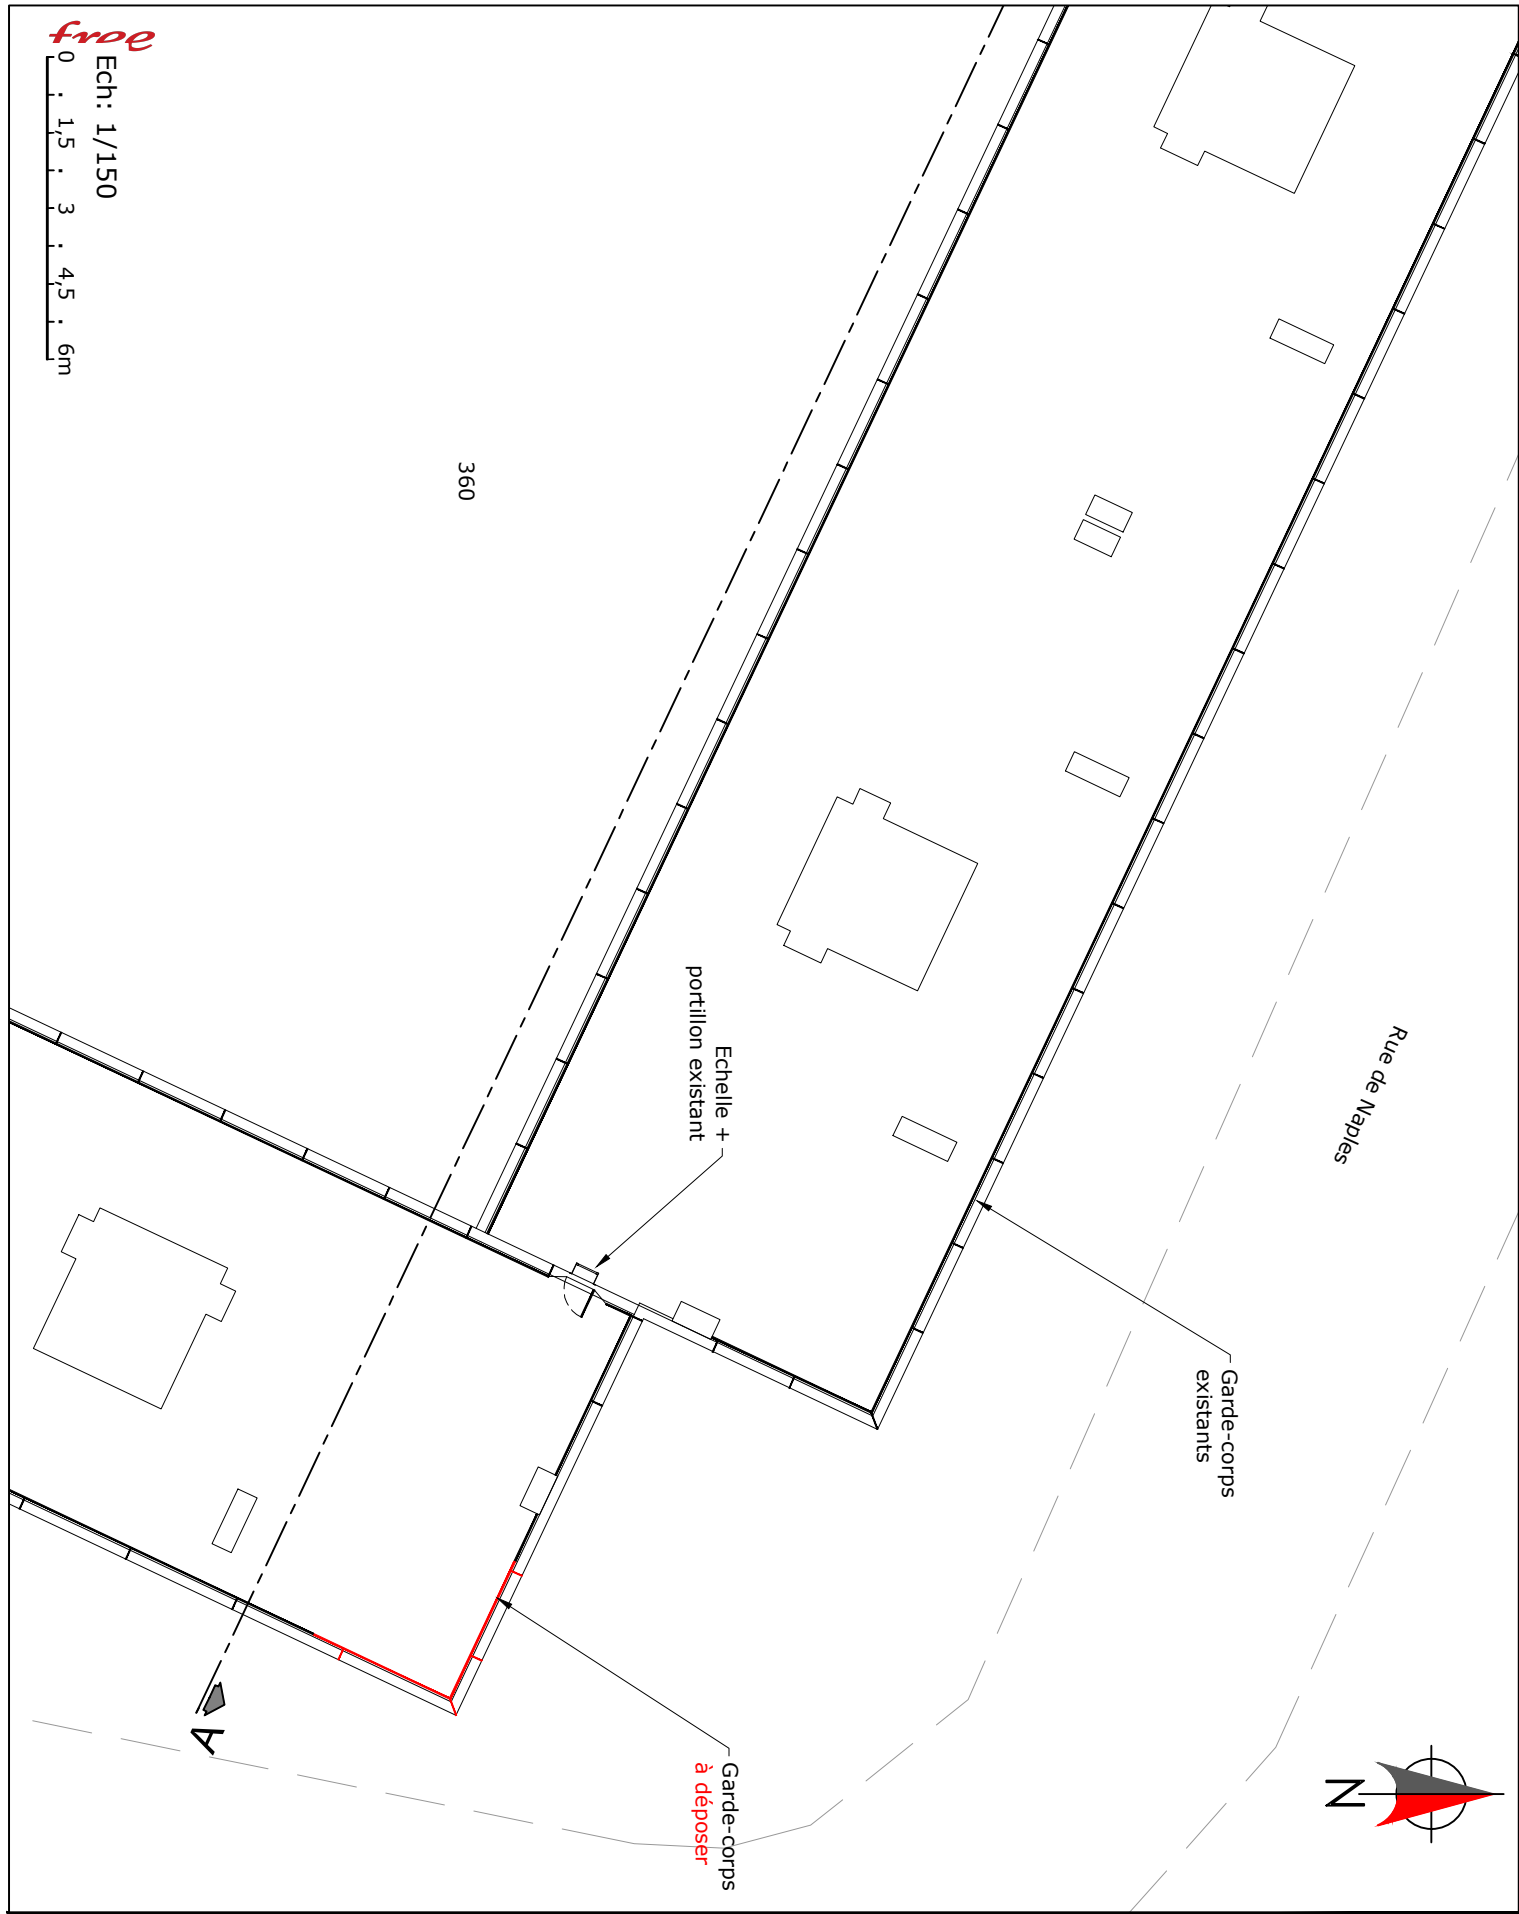 Rue de Naples
N
Garde-corps
existants
Garde-corps
à déposer
Echelle +
portillon existant
360
A
Ech: 1/150
0 1,5 3 4,5 6m
free